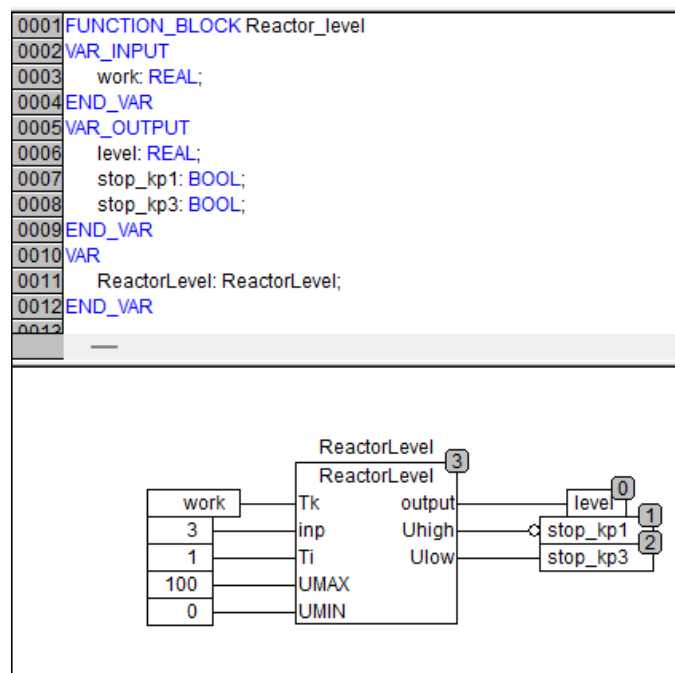 0001 FUNCTION_BLOCK Reactor_level
0002 VAR_INPUT
0003 work: REAL;
0004 END_VAR
0005 VAR_OUTPUT
0006 level: REAL;
0007 stop_kp1: BOOL;
0008 stop_kp3: BOOL;
0009 END_VAR
0010 VAR
0011 ReactorLevel: ReactorLevel;
0012 END_VAR
0013
ReactorLevel
3
ReactorLevel
0
work Tk output level
1
3 inp Uhigh stop_kp1
2
1 Ti Ulow stop_kp3
100 UMAX
0 UMIN